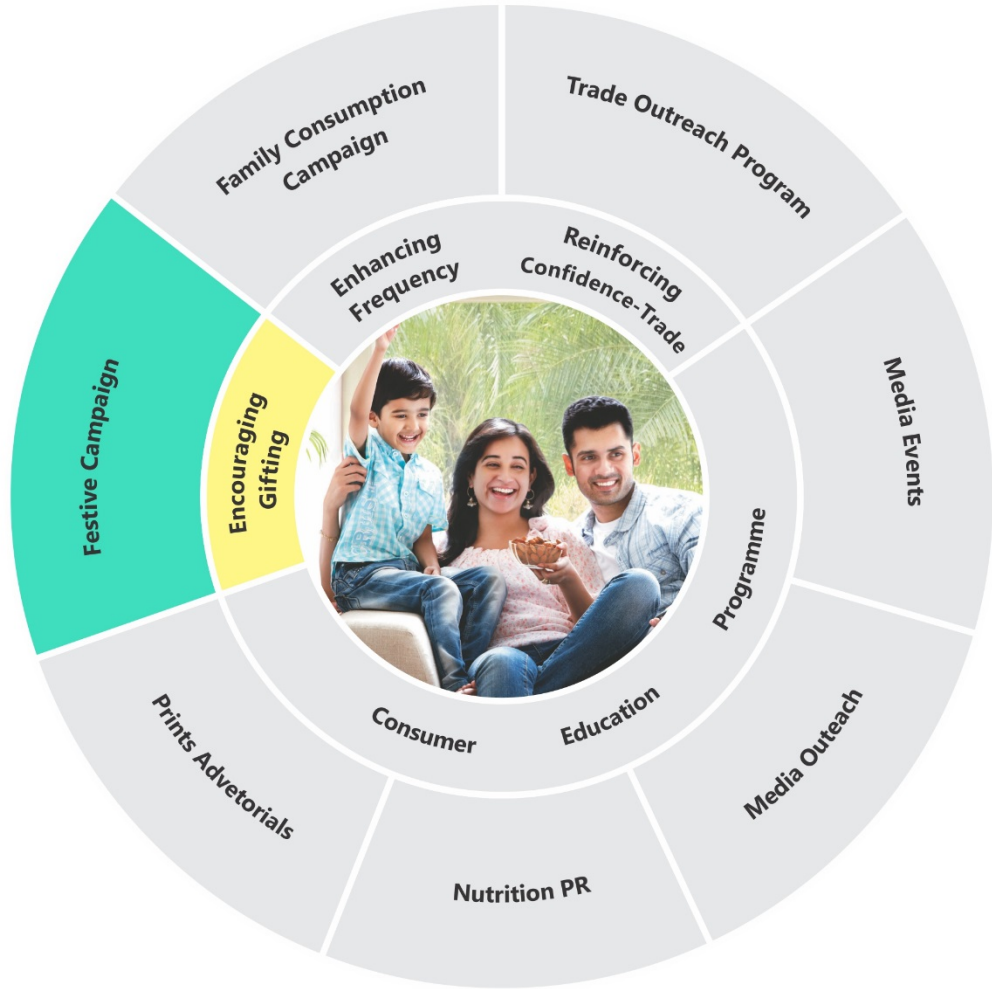 Family Consumption
Campaign
Trade Outreach Program
Media Events
Media Outeach
Nutrition PR
Prints Advetorials
Festive Campaign
Enhancing
Frequency
Reinforcing
Confidence-Trade
Encouraging
Gifting
Consumer Education Programme